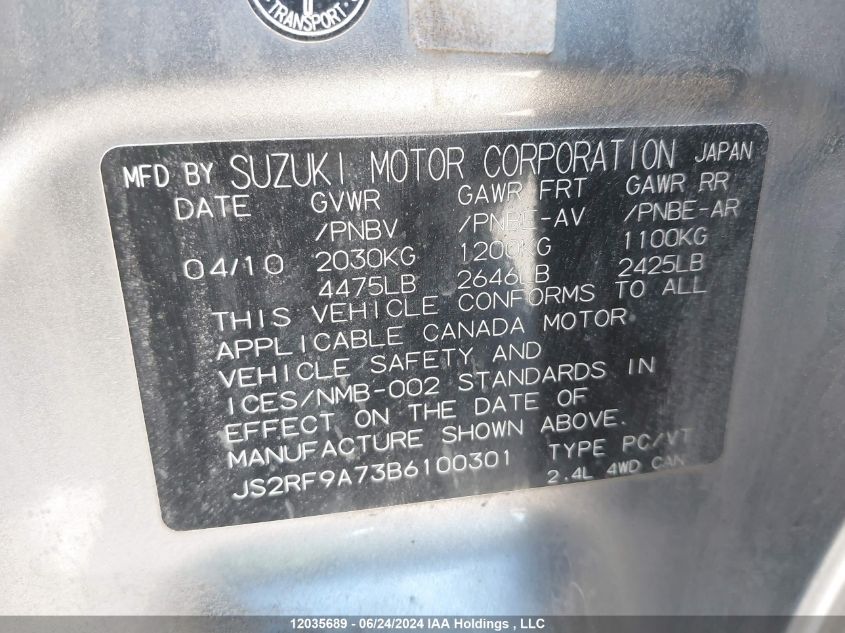 TRANSPORT
MFD BY SUZUKI MOTOR CORPORATION JAPAN
DATE GVWR GAWR FRT GAWR RR
/PNBV /PNBE-AV /PNBE-AR
04/10 2030KG 1200KG 1100KG
4475LB 2646LB 2425LB
THIS VEHICLE CONFORMS TO ALL
APPLICABLE CANADA MOTOR
VEHICLE SAFETY AND
ICES/NMB-002 STANDARDS IN
EFFECT ON THE DATE OF
MANUFACTURE SHOWN ABOVE.
JS2RF9A73B6100301 TYPE PC/VT
2.4L 4WD CAN
12035689 - 06/24/2024 IAA Holdings , LLC